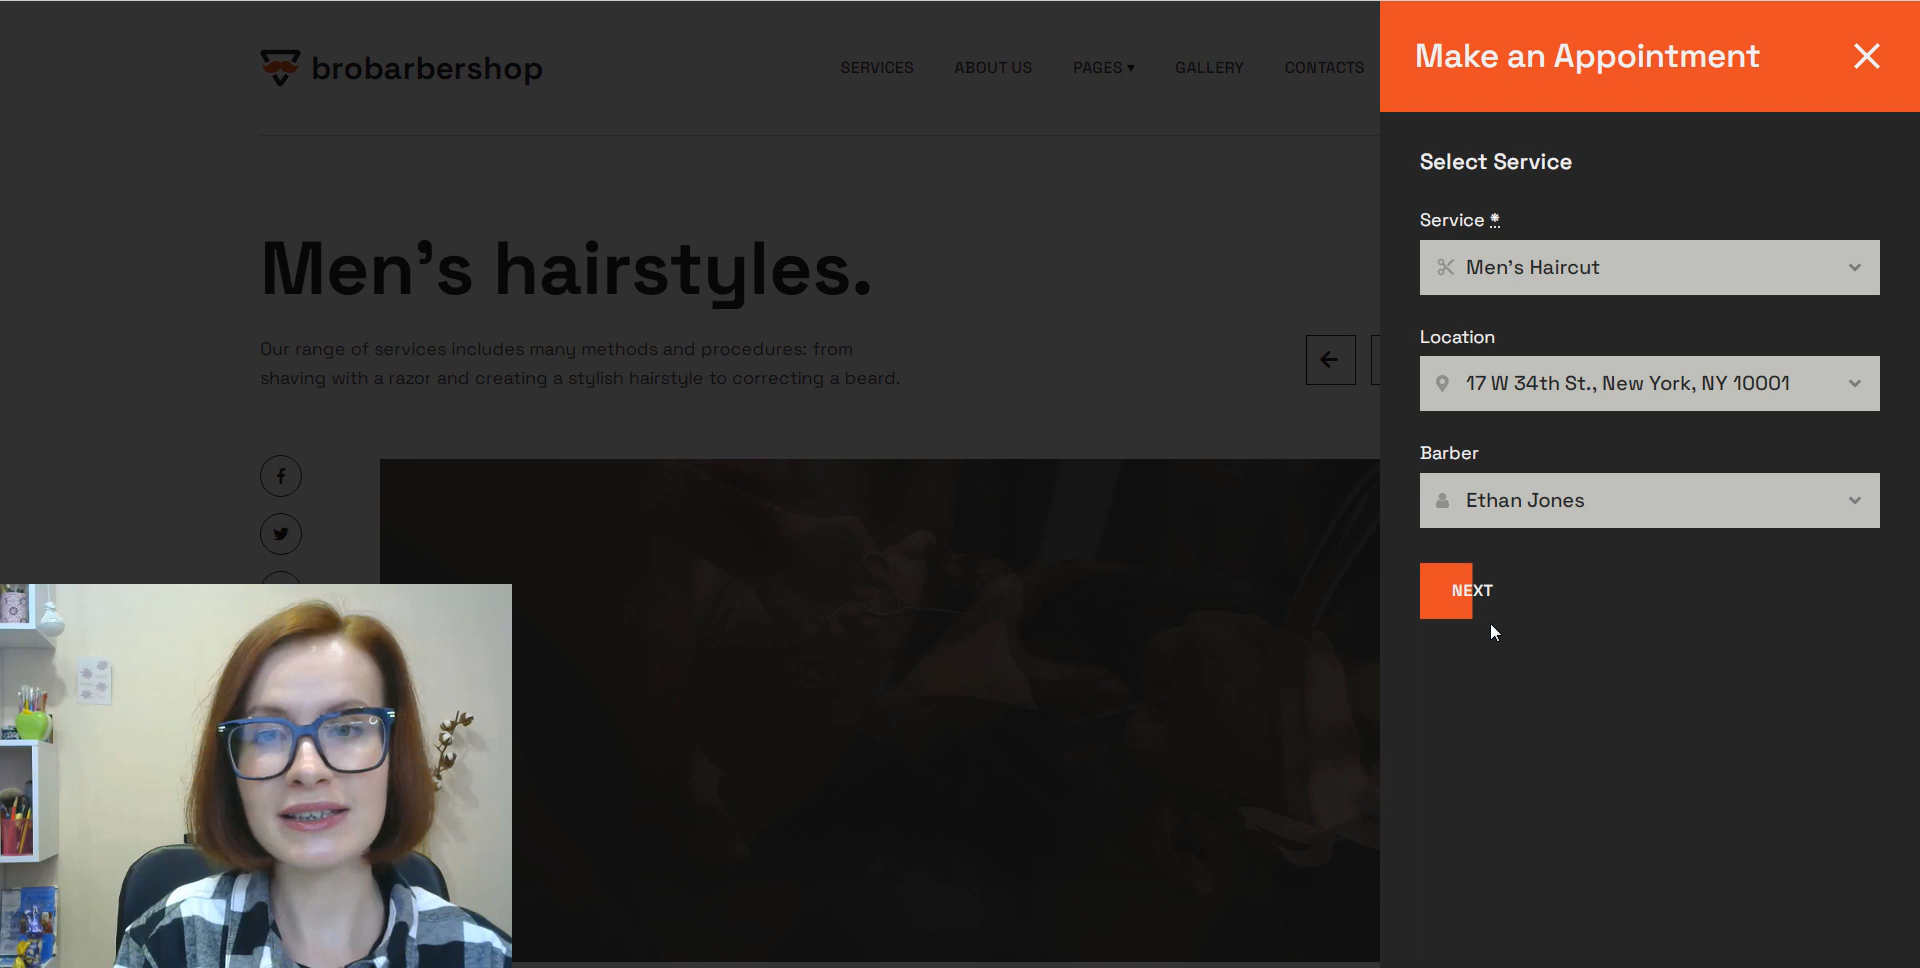 brobarbershop
SERVICES
ABOUT US
PAGES ▾
GALLERY
CONTACTS
Men’s hairstyles.
Our range of services includes many methods and procedures: from
shaving with a razor and creating a stylish hairstyle to correcting a beard.
Make an Appointment
Select Service
Service *
Men’s Haircut
Location
17 W 34th St., New York, NY 10001
Barber
Ethan Jones
NEXT